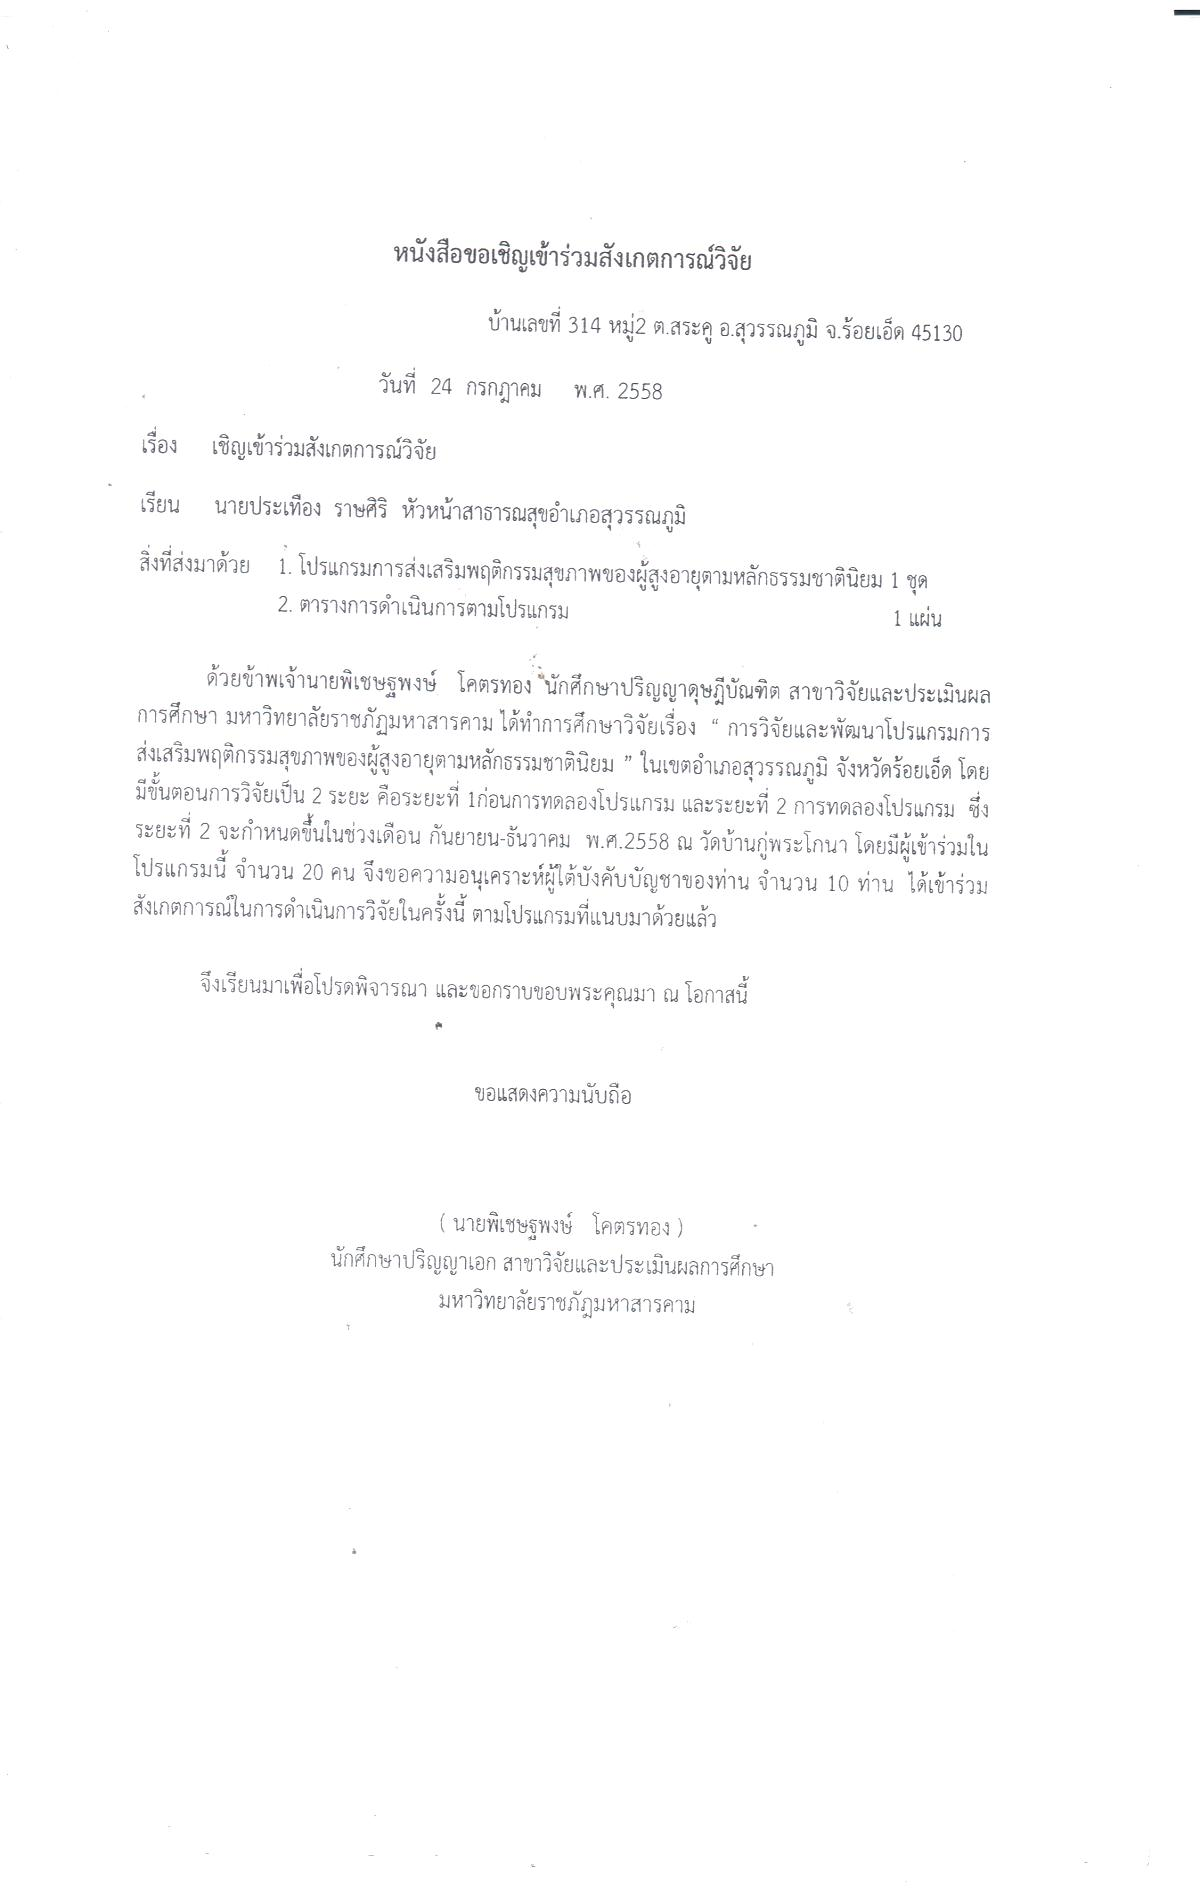 หนังสือขอเชิญเข้าร่วมสังเกตการณ์วิจัย
บ้านเลขที่ 314 หมู่2 ต.สระคู อ.สุวรรณภูมิ จ.ร้อยเอ็ด 45130
วันที่ 24 กรกฎาคม พ.ศ. 2558
เรื่อง เชิญเข้าร่วมสังเกตการณ์วิจัย
เรียน นายประเทือง ราษศิริ หัวหน้าสาธารณสุขอำเภอสุวรรณภูมิ
สิ่งที่ส่งมาด้วย 1. โปรแกรมการส่งเสริมพฤติกรรมสุขภาพของผู้สูงอายุตามหลักธรรมชาตินิยม 1 ชุด
2. ตารางการดำเนินการตามโปรแกรม 1 แผ่น
ด้วยข้าพเจ้านายพิเชษฐพงษ์ โคตรทอง นักศึกษาปริญญาดุษฎีบัณฑิต สาขาวิจัยและประเมินผล
การศึกษา มหาวิทยาลัยราชภัฏมหาสารคาม ได้ทำการศึกษาวิจัยเรื่อง “ การวิจัยและพัฒนาโปรแกรมการ
ส่งเสริมพฤติกรรมสุขภาพของผู้สูงอายุตามหลักธรรมชาตินิยม ” ในเขตอำเภอสุวรรณภูมิ จังหวัดร้อยเอ็ด โดย
มีขั้นตอนการวิจัยเป็น 2 ระยะ คือระยะที่ 1ก่อนการทดลองโปรแกรม และระยะที่ 2 การทดลองโปรแกรม ซึ่ง
ระยะที่ 2 จะกำหนดขึ้นในช่วงเดือน กันยายน-ธันวาคม พ.ศ.2558 ณ วัดบ้านกู่พระโกนา โดยมีผู้เข้าร่วมใน
โปรแกรมนี้ จำนวน 20 คน จึงขอความอนุเคราะห์ผู้ใต้บังคับบัญชาของท่าน จำนวน 10 ท่าน ได้เข้าร่วม
สังเกตการณ์ในการดำเนินการวิจัยในครั้งนี้ ตามโปรแกรมที่แนบมาด้วยแล้ว
จึงเรียนมาเพื่อโปรดพิจารณา และขอกราบขอบพระคุณมา ณ โอกาสนี้
ขอแสดงความนับถือ
( นายพิเชษฐพงษ์ โคตรทอง )
นักศึกษาปริญญาเอก สาขาวิจัยและประเมินผลการศึกษา
มหาวิทยาลัยราชภัฏมหาสารคาม